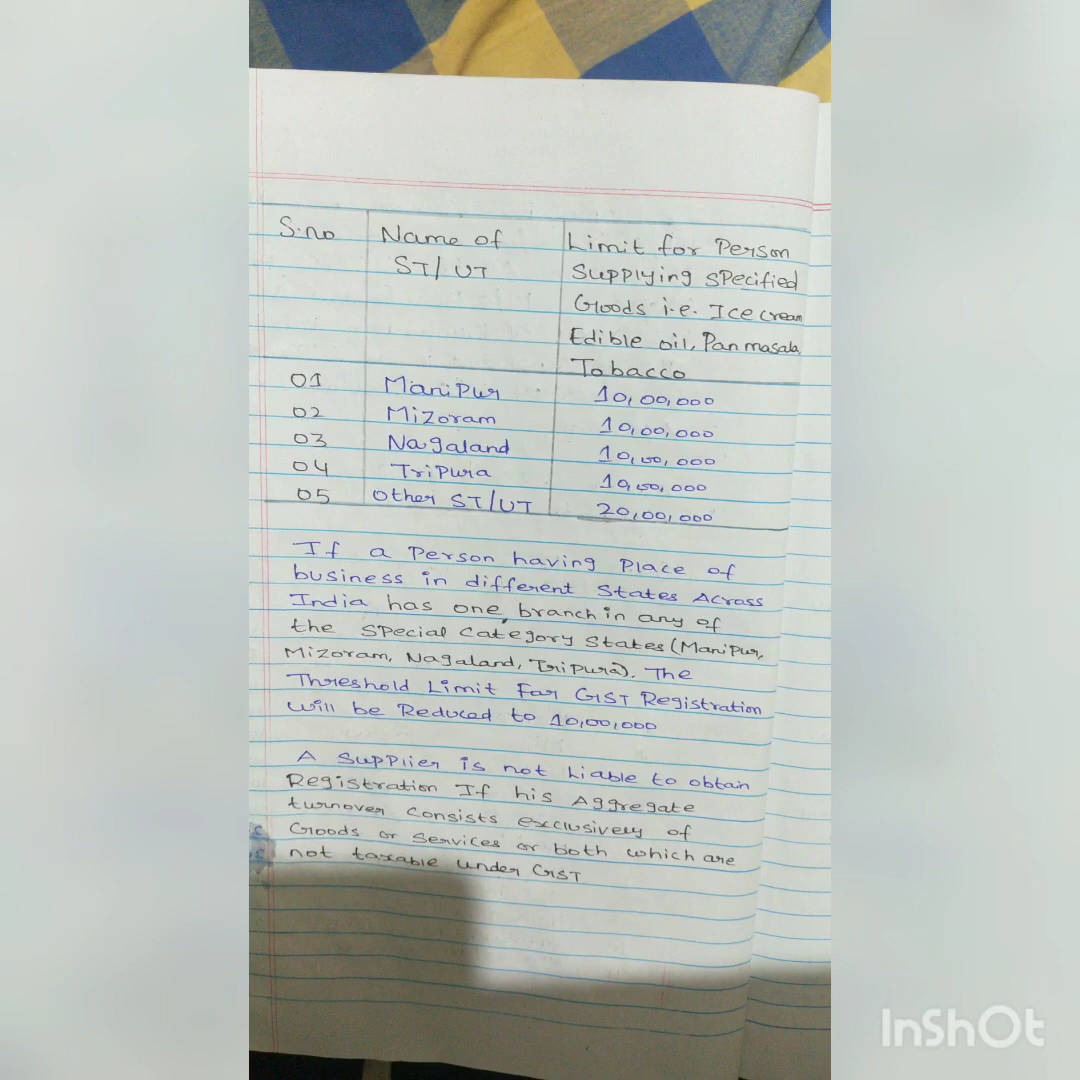 S.no Name of ST/UT Limit for Person
Supplying Specified
Goods i.e. Ice cream
Edible oil, Pan masala,
Tobacco
01 Manipur 10,00,000
02 Mizoram 10,00,000
03 Nagaland 10,00,000
04 Tripura 10,00,000
05 Other ST/UT 20,00,000
If a Person having Place of
business in different States Across
India has one branch in any of
the Special Category States (Manipur,
Mizoram, Nagaland, Tripura). The
Threshold Limit For GST Registration
will be Reduced to 10,00,000
A Supplier is not Liable to obtain
Registration If his Aggregate
turnover consists exclusively of
Goods or Services or both which are
not taxable under GST
InShOt